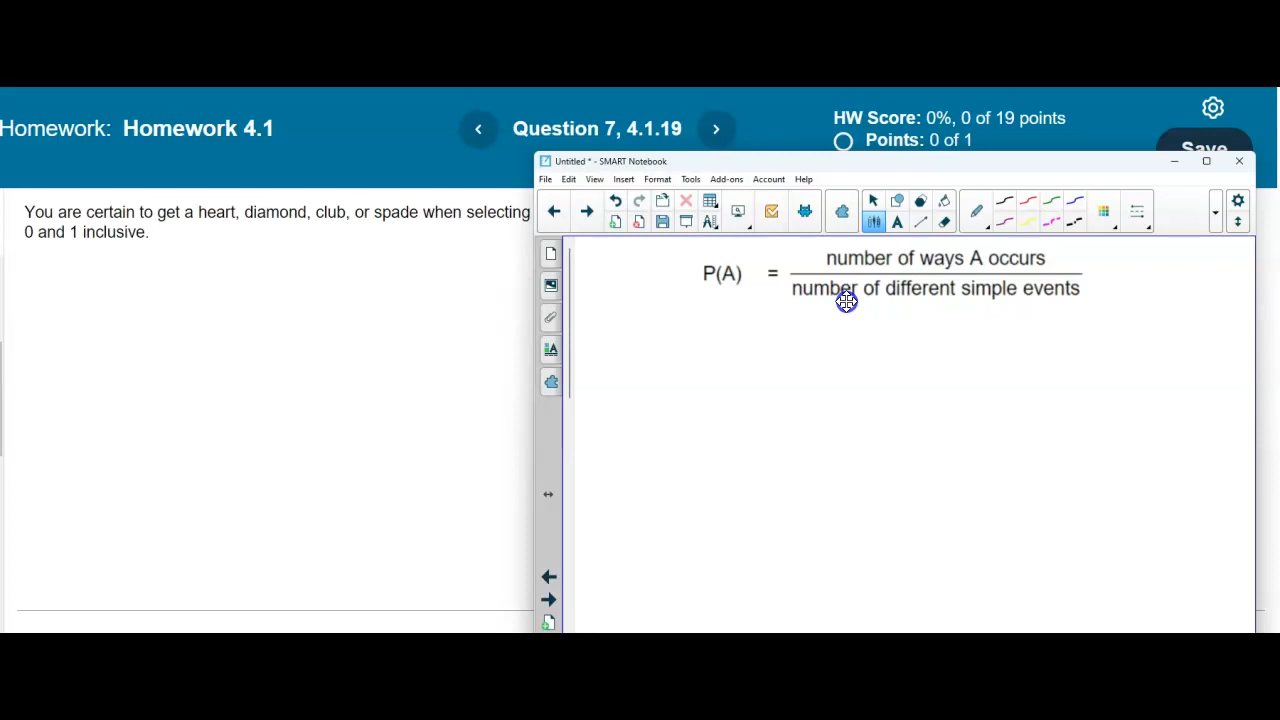 Homework: Homework 4.1
Question 7, 4.1.19
HW Score: 0%, 0 of 19 points
Points: 0 of 1
Save
You are certain to get a heart, diamond, club, or spade when selecting
0 and 1 inclusive.
Untitled * - SMART Notebook
File Edit View Insert Format Tools Add-ons Account Help
P(A) = number of ways A occurs
number of different simple events